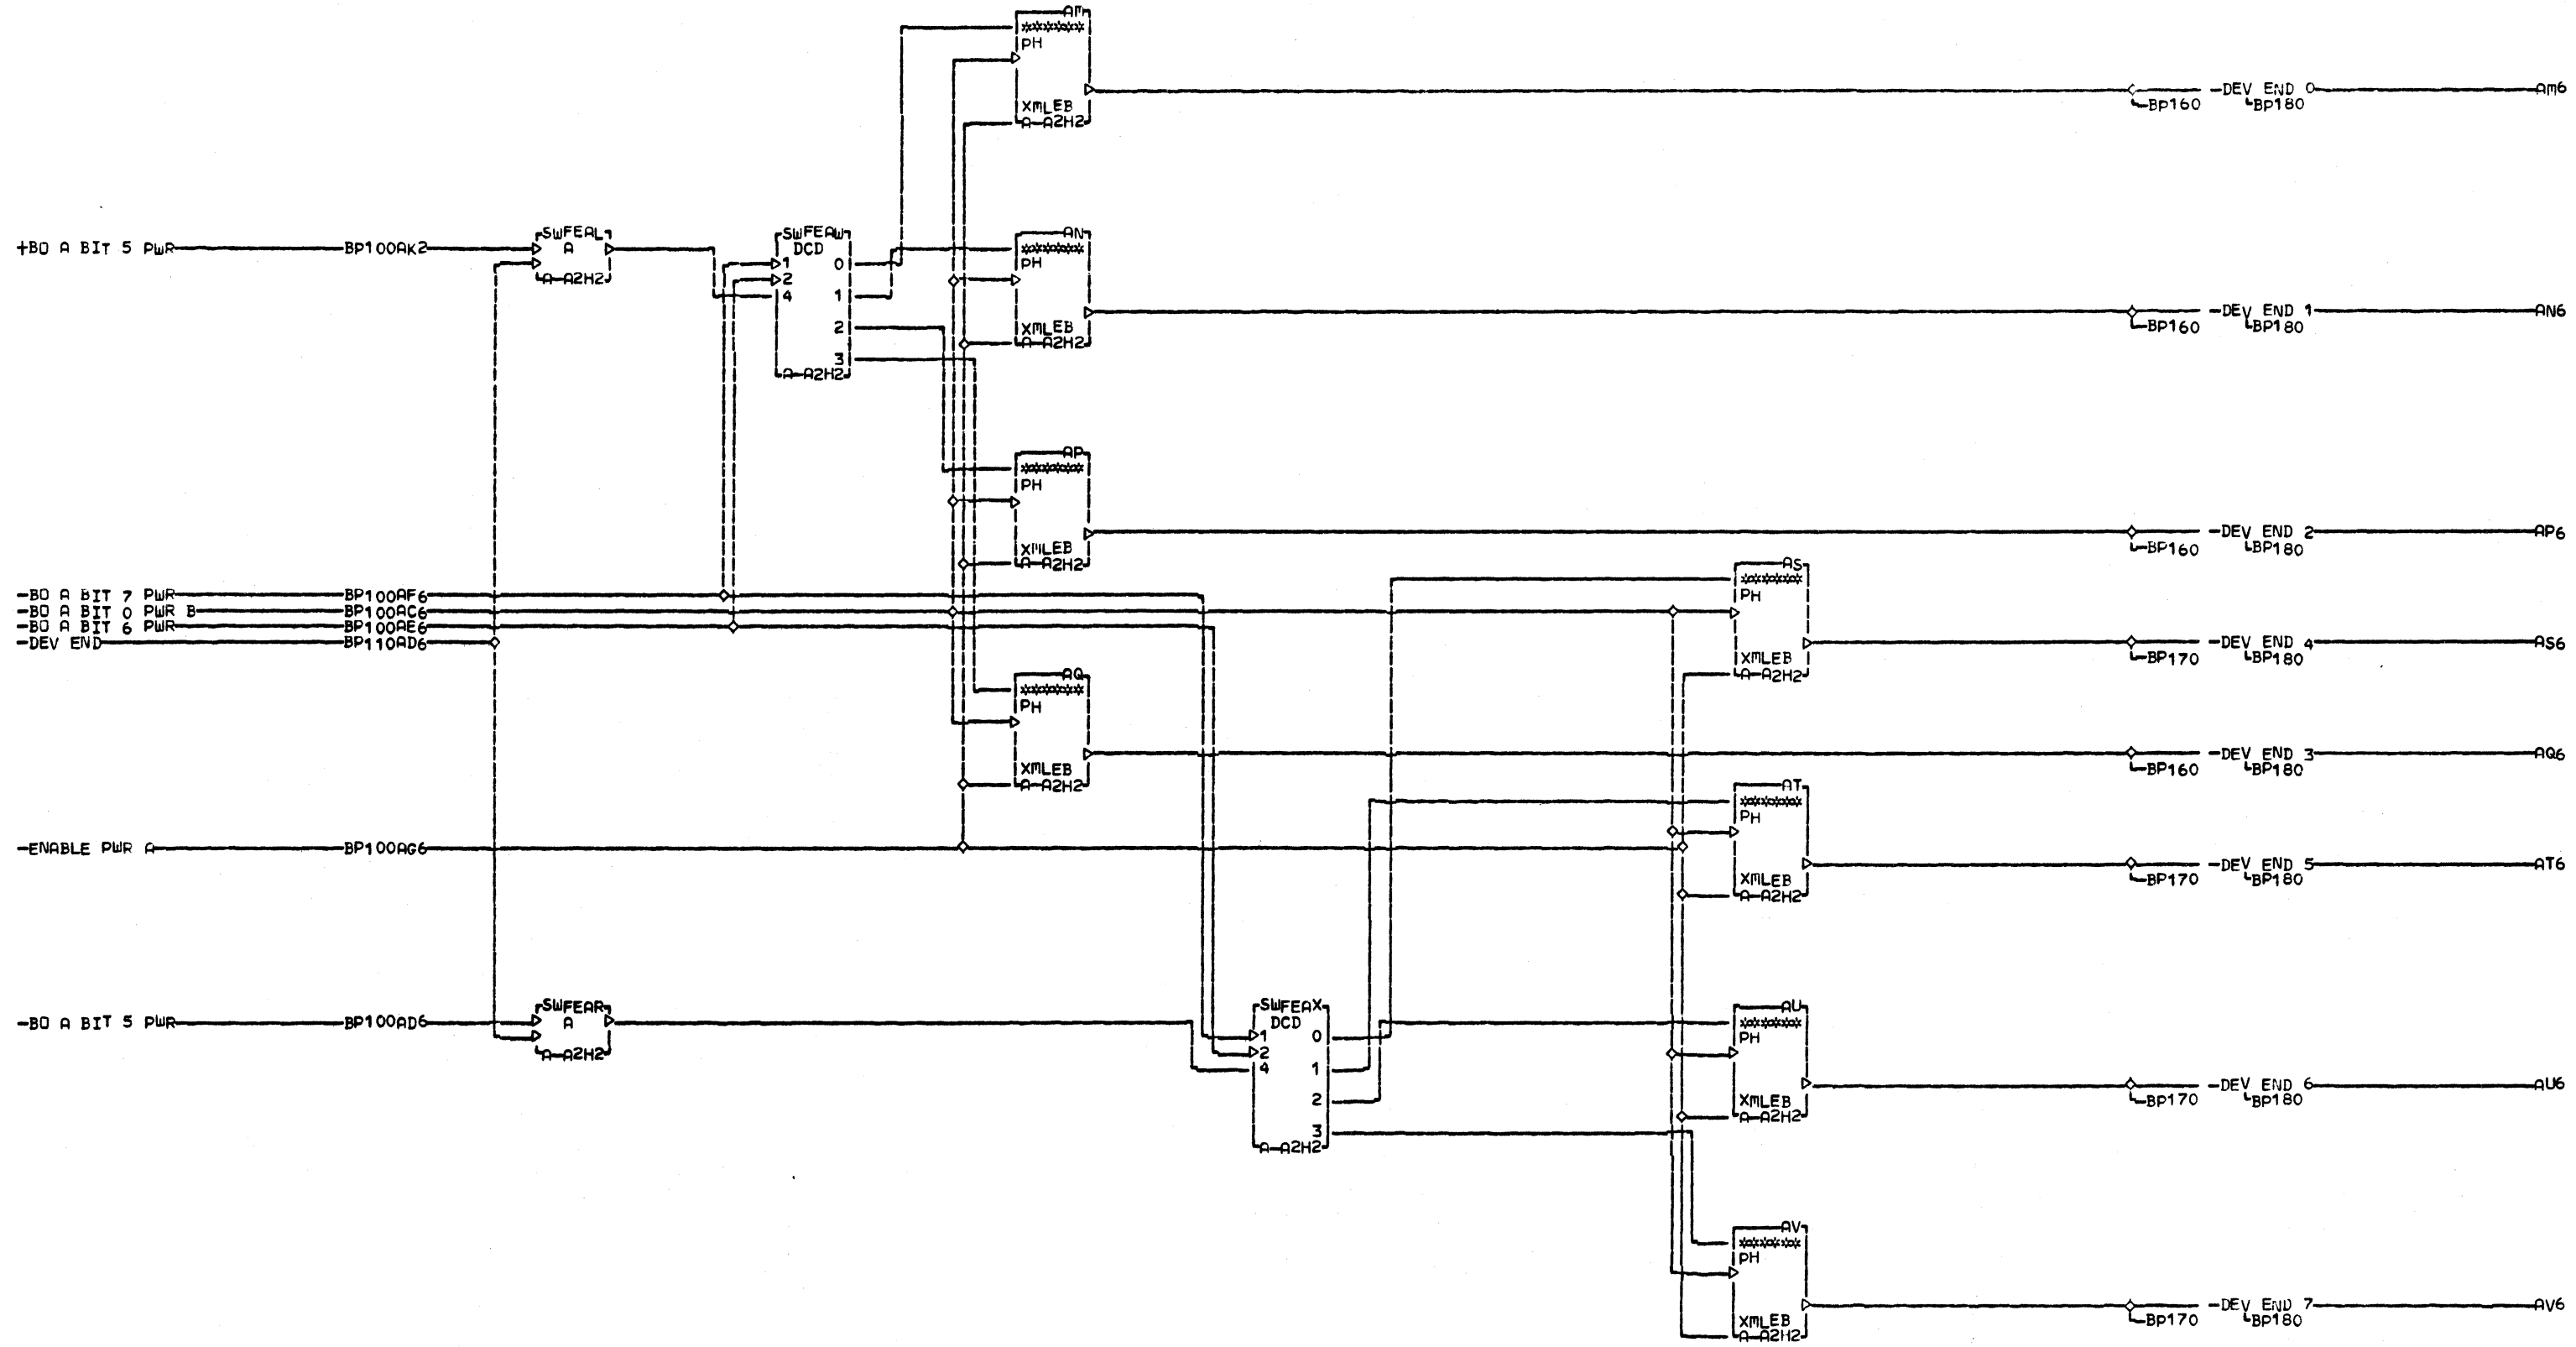 AM
✲✲✲✲✲✲
PH
-DEV END 0 AM6
BP160 BP180
XMLEB
A-A2H2
SWFEAL SWFEAW AN
+BO A BIT 5 PWR BP100AK2 A DCD ✲✲✲✲✲✲
1 0 PH
A-A2H2 2
4 1
-DEV END 1 AN6
2 XMLEB BP160 BP180
A-A2H2
3
A-A2H2
AP
✲✲✲✲✲✲
PH
-DEV END 2 AP6
XMLEB BP160 BP180
A-A2H2 AS
✲✲✲✲✲✲
-BO A BIT 7 PWR BP100AF6 PH
-BO A BIT 0 PWR B BP100AC6
-BO A BIT 6 PWR BP100AE6
-DEV END BP110AD6 -DEV END 4 AS6
XMLEB BP170 BP180
AQ A-A2H2
✲✲✲✲✲✲
PH
-DEV END 3 AQ6
XMLEB BP160 BP180
A-A2H2 AT
✲✲✲✲✲✲
PH
-ENABLE PWR A BP100AG6
-DEV END 5 AT6
XMLEB BP170 BP180
A-A2H2
SWFEAR SWFEAX AU
-BO A BIT 5 PWR BP100AD6 A DCD ✲✲✲✲✲✲
1 0 PH
A-A2H2 2
4 1
-DEV END 6 AU6
2 XMLEB BP170 BP180
A-A2H2
3
A-A2H2
AV
✲✲✲✲✲✲
PH
-DEV END 7 AV6
XMLEB BP170 BP180
A-A2H2